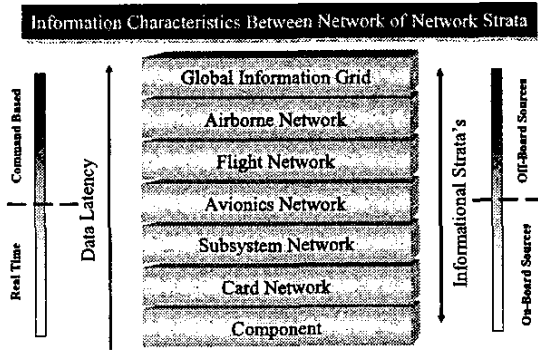 Information Characteristics Between Network of Network Strata
Command Based
Real Time
Data Latency
Global Information Grid
Airborne Network
Flight Network
Avionics Network
Subsystem Network
Card Network
Component
Informational Strata's
Off-Board Sources
On-Board Sources